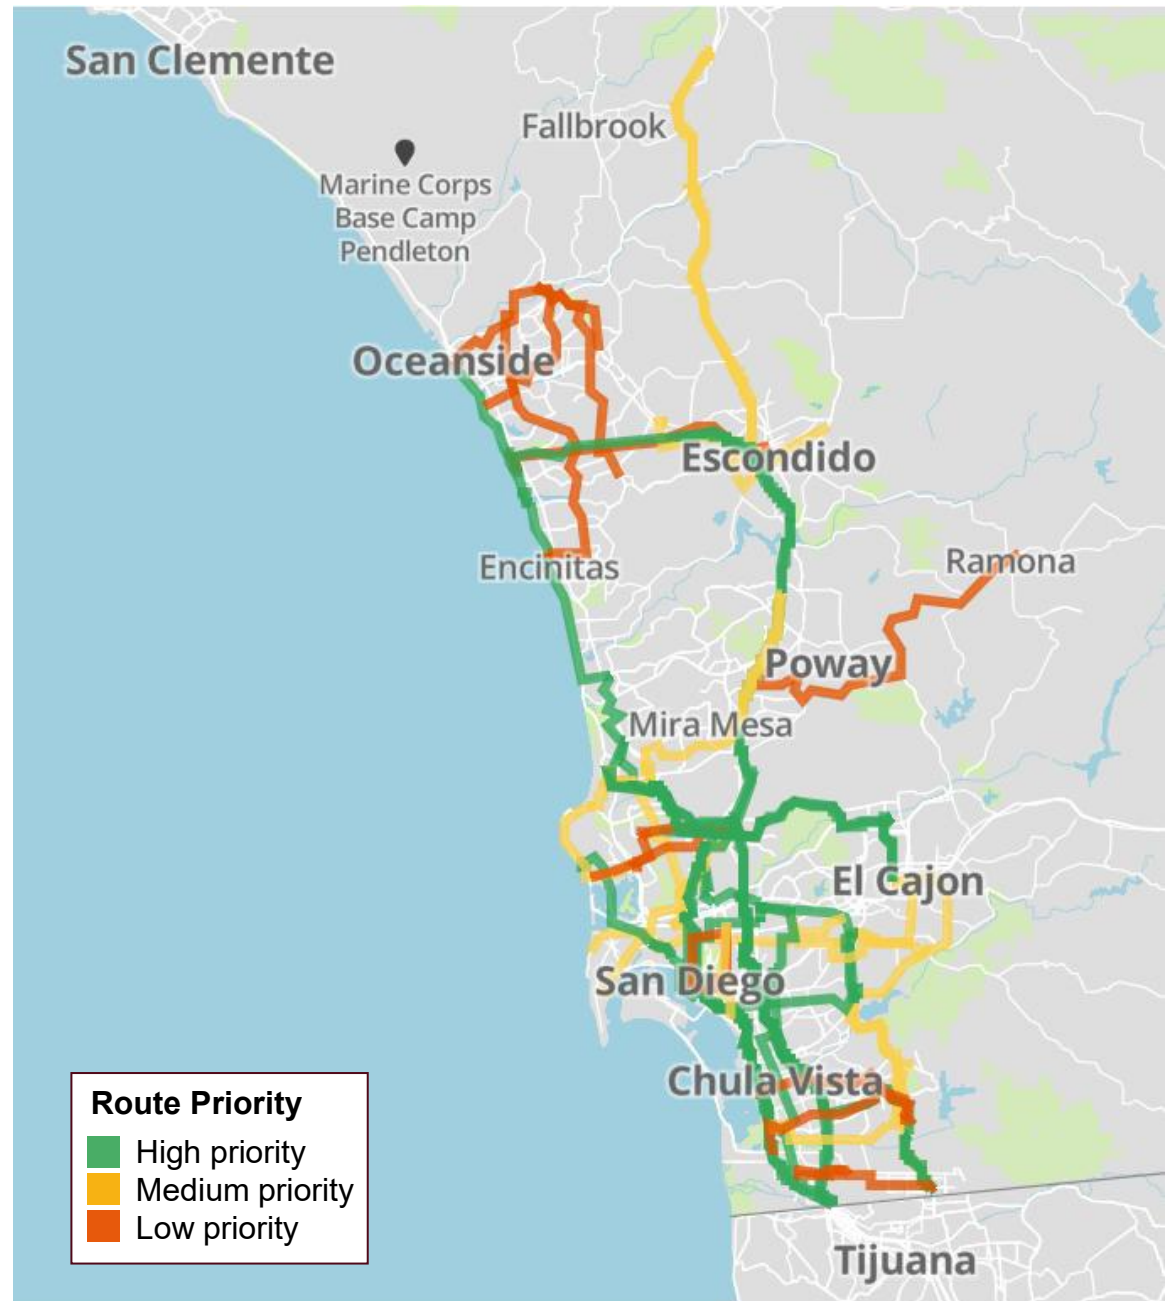 San Clemente
Fallbrook
Marine Corps
Base Camp
Pendleton
Oceanside
Escondido
Encinitas
Ramona
Poway
Mira Mesa
El Cajon
San Diego
Chula Vista
Route Priority
High priority
Medium priority
Low priority
Tijuana